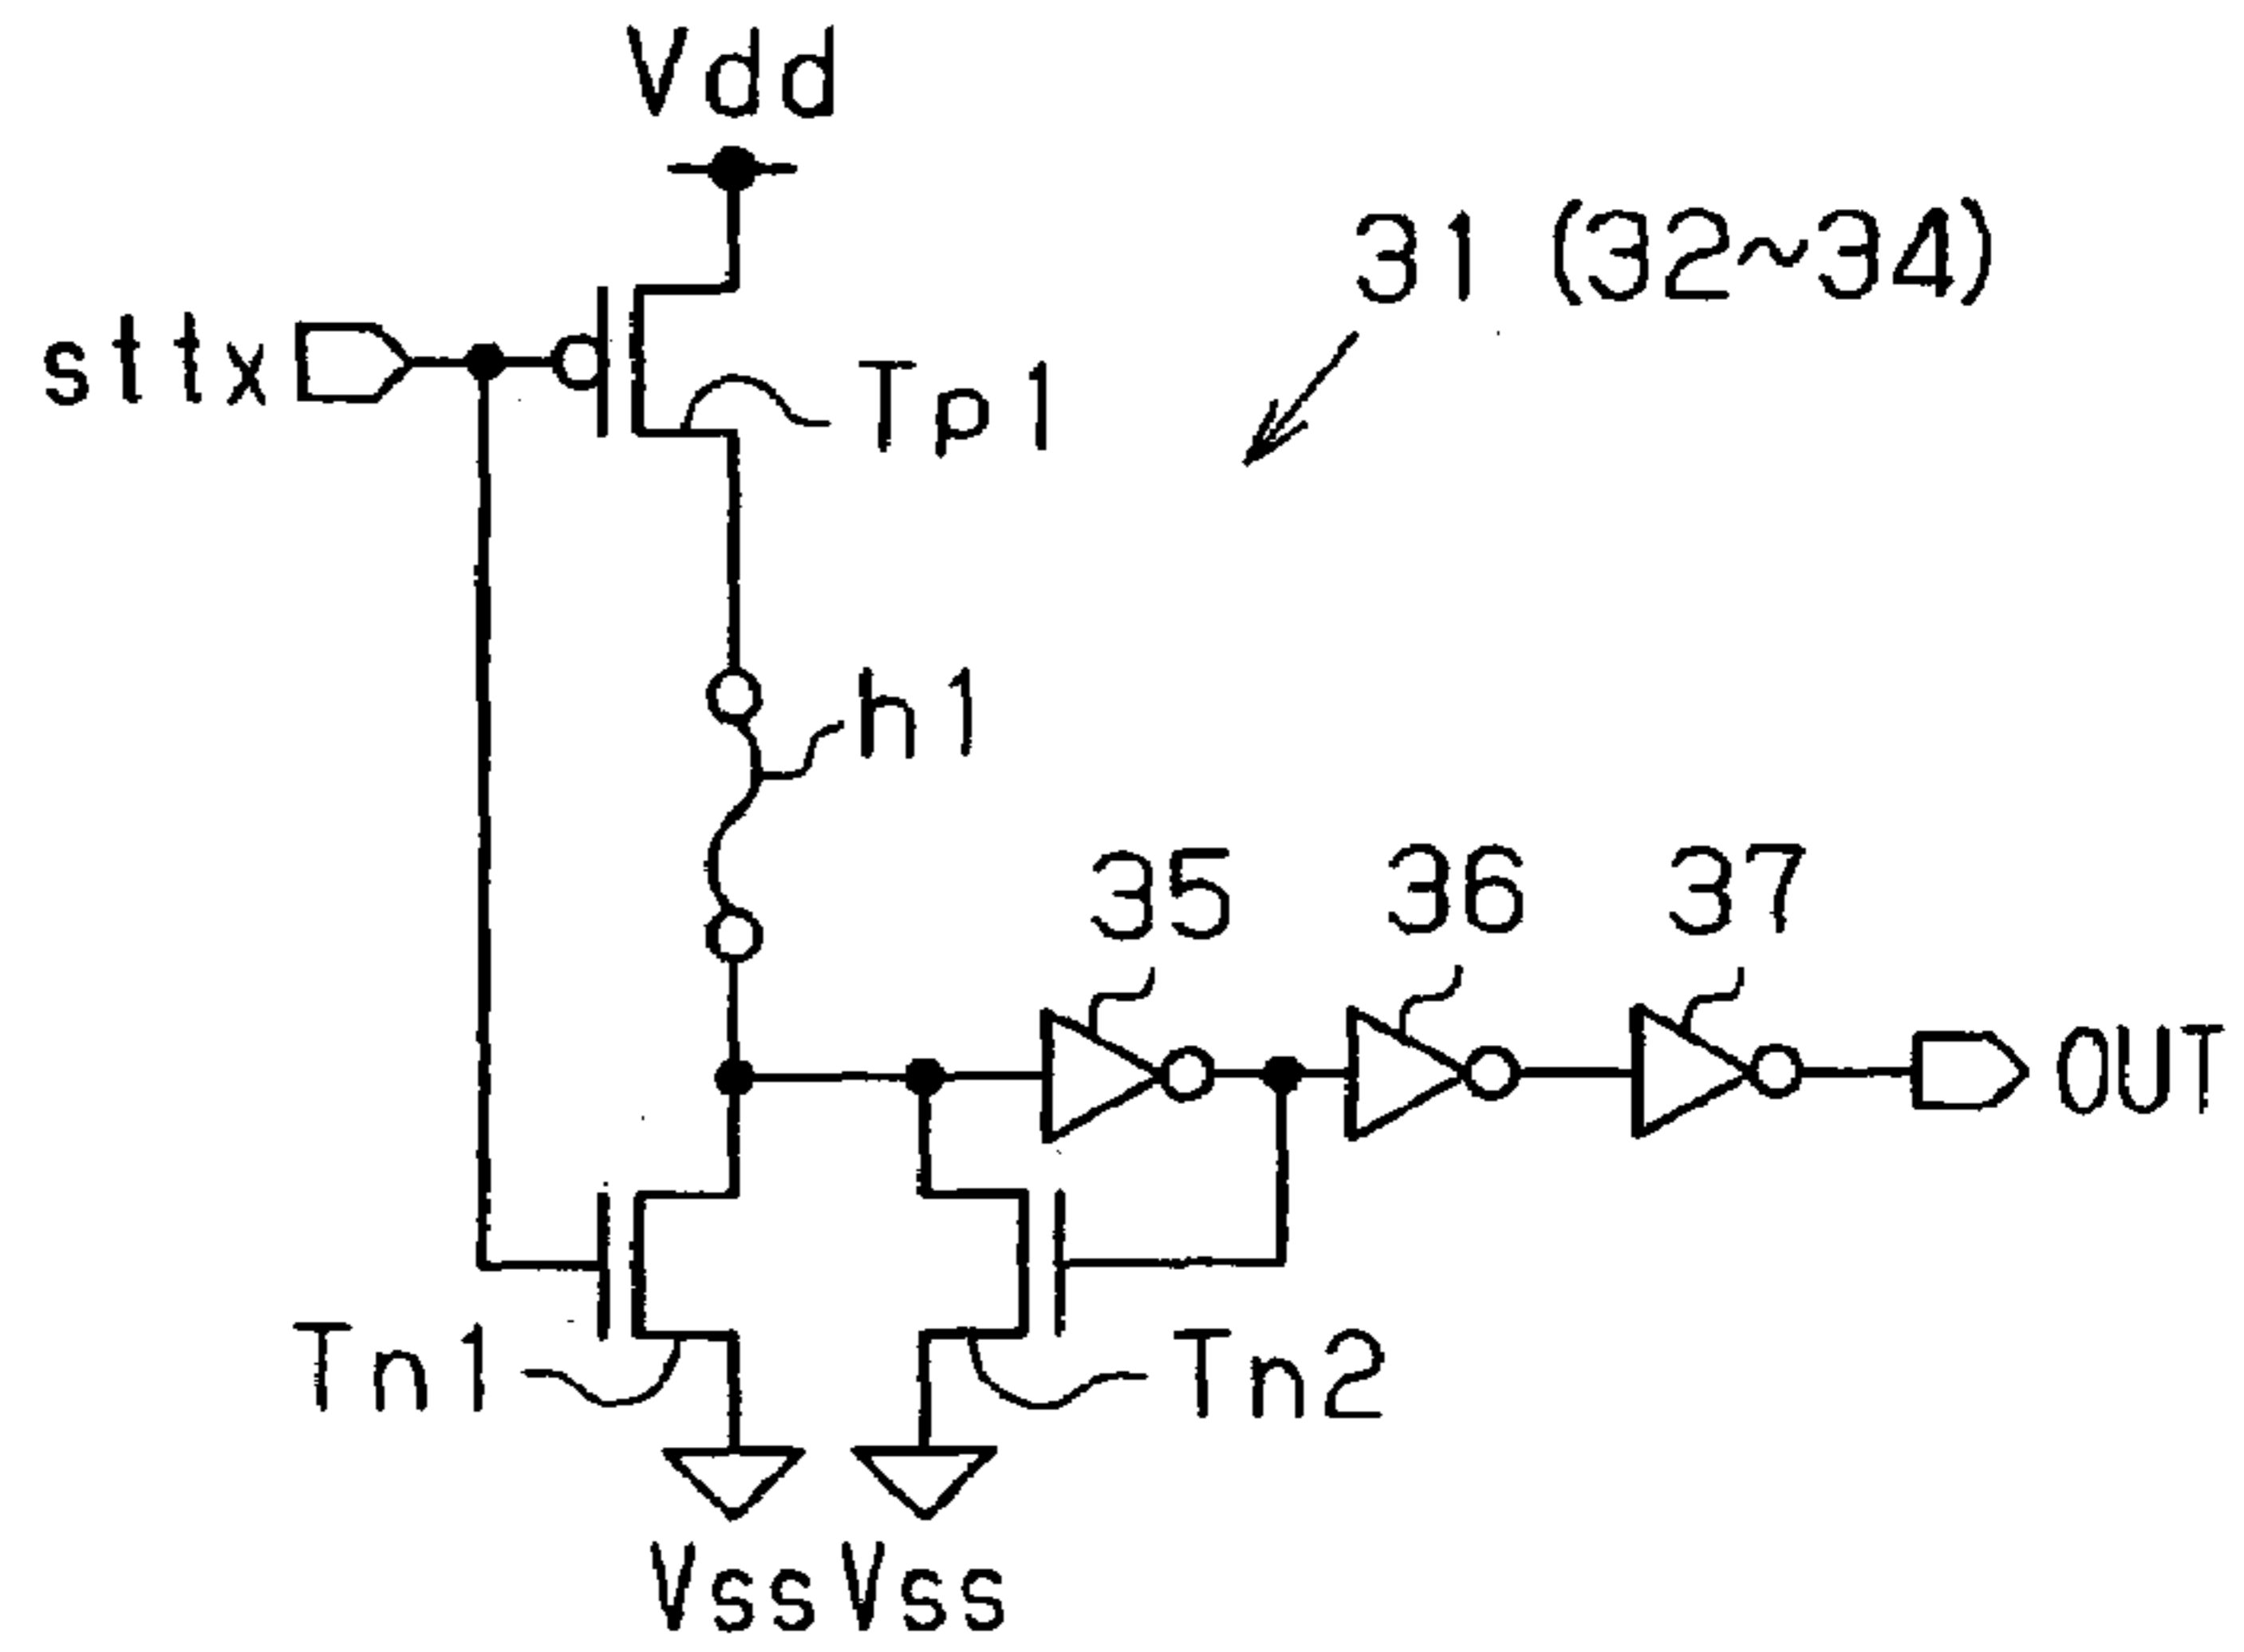 Vdd
31 (32~34)
sttx
Tp1
h1
35 36 37
OUT
Tn1
Tn2
Vss Vss